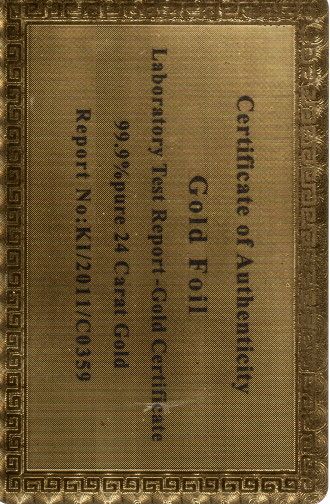 Certificate of Authenticity
Gold Foil
Laboratory Test Report-Gold Certificate
99.9%pure 24 Carat Gold
Report No:KI/2011/C0359